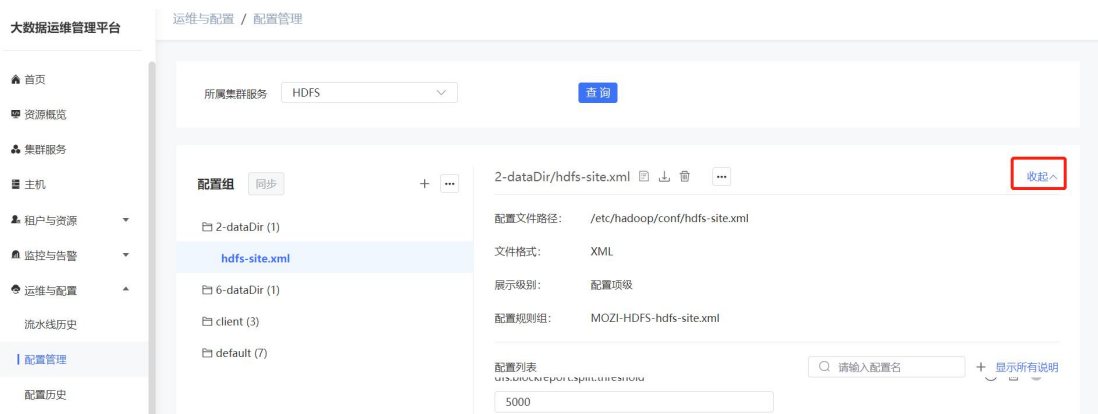 大数据运维管理平台
运维与配置 / 配置管理
首页
资源概览
集群服务
主机
租户与资源
监控与告警
运维与配置
流水线历史
配置管理
配置历史
所属集群服务 HDFS 查询
配置组 同步
2-dataDir (1)
hdfs-site.xml
6-dataDir (1)
client (3)
default (7)
2-dataDir/hdfs-site.xml 收起
配置文件路径: /etc/hadoop/conf/hdfs-site.xml
文件格式: XML
展示级别: 配置项级
配置规则组: MOZI-HDFS-hdfs-site.xml
配置列表 请输入配置名 显示所有说明
dfs.blockreport.split.threshold
5000